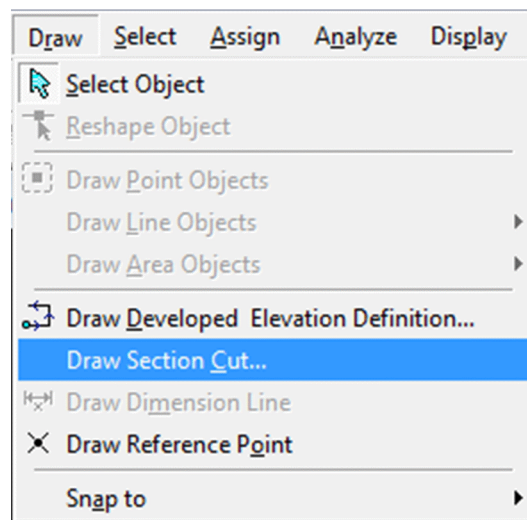 Draw Select Assign Analyze Display
Select Object
Reshape Object
Draw Point Objects
Draw Line Objects
Draw Area Objects
Draw Developed Elevation Definition...
Draw Section Cut...
Draw Dimension Line
Draw Reference Point
Snap to